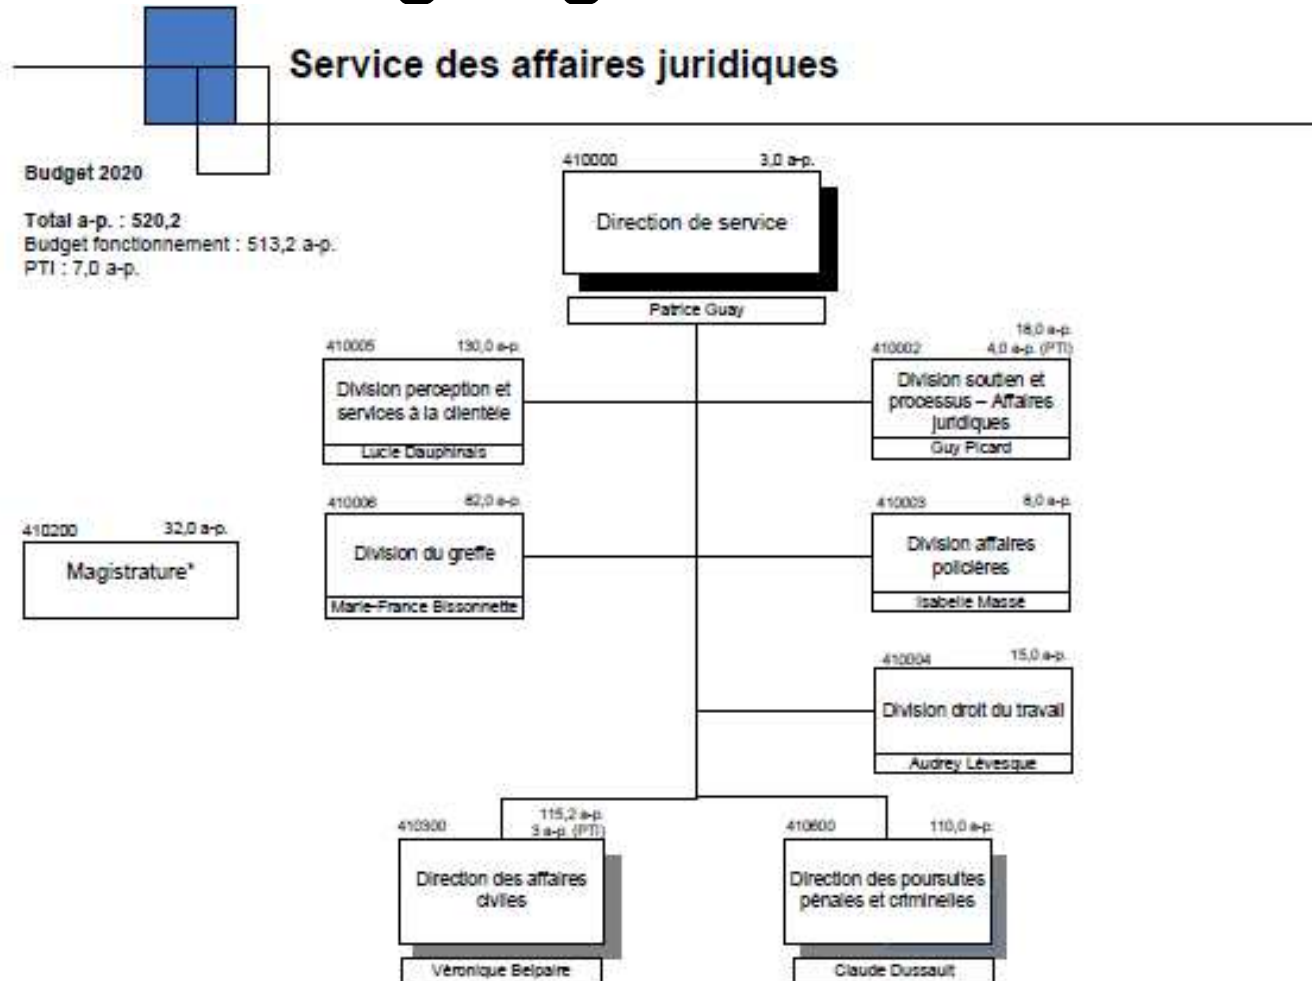 Service des affaires juridiques
Budget 2020
Total a-p. : 520,2
Budget fonctionnement : 513,2 a-p.
PTI : 7,0 a-p.
410000 3,0 a-p.
Direction de service
Patrice Guay
410005 130,0 a-p.
Division perception et
services à la clientèle
Lucie Dauphinais
18,0 a-p.
410002 4,0 a-p. (PTI)
Division soutien et
processus – Affaires
juridiques
Guy Picard
410200 32,0 a-p.
Magistrature*
410006 82,0 a-p.
Division du greffe
Marie-France Bissonnette
410003 8,0 a-p.
Division affaires
policières
Isabelle Massé
410004 15,0 a-p.
Division droit du travail
Audrey Lévesque
115,2 a-p.
410300 3 a-p. (PTI)
Direction des affaires
civiles
Véronique Belpaire
410600 110,0 a-p.
Direction des poursuites
pénales et criminelles
Claude Dussault